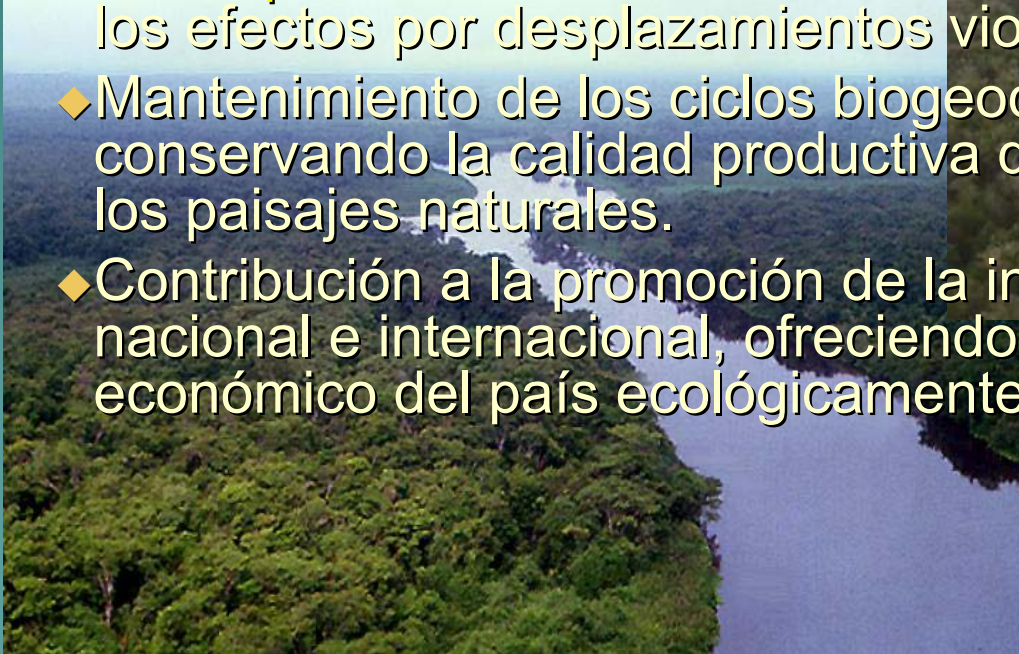 los efectos por desplazamientos
Mantenimiento de los ciclos
conservando la calidad productiva
los paisajes naturales.
Contribución a la promoción de la
nacional e internacional, ofreciendo
económico del país ecológicamente